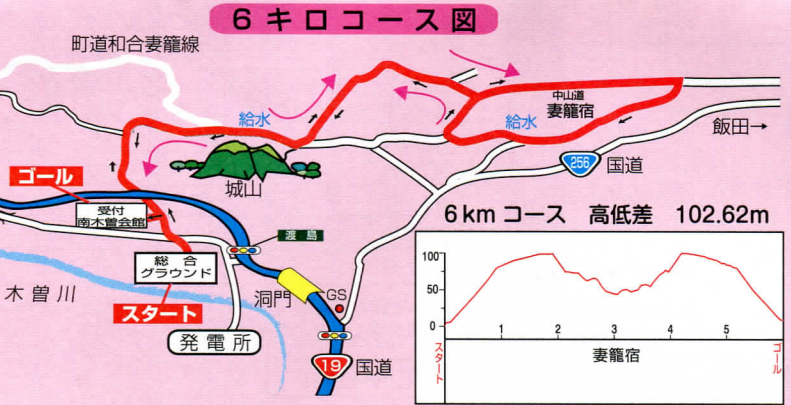 6キロコース図
町道和合妻籠線
給水
中山道
妻籠宿
給水
飯田→
256
国道
城山
ゴール
受付
南木曽会館
渡島
総合
グラウンド
スタート
木曽川
洞門
GS
発電所
19
国道
6kmコース 高低差 102.62m
100
50
0
1
2
3
4
5
スタート
妻籠宿
ゴール